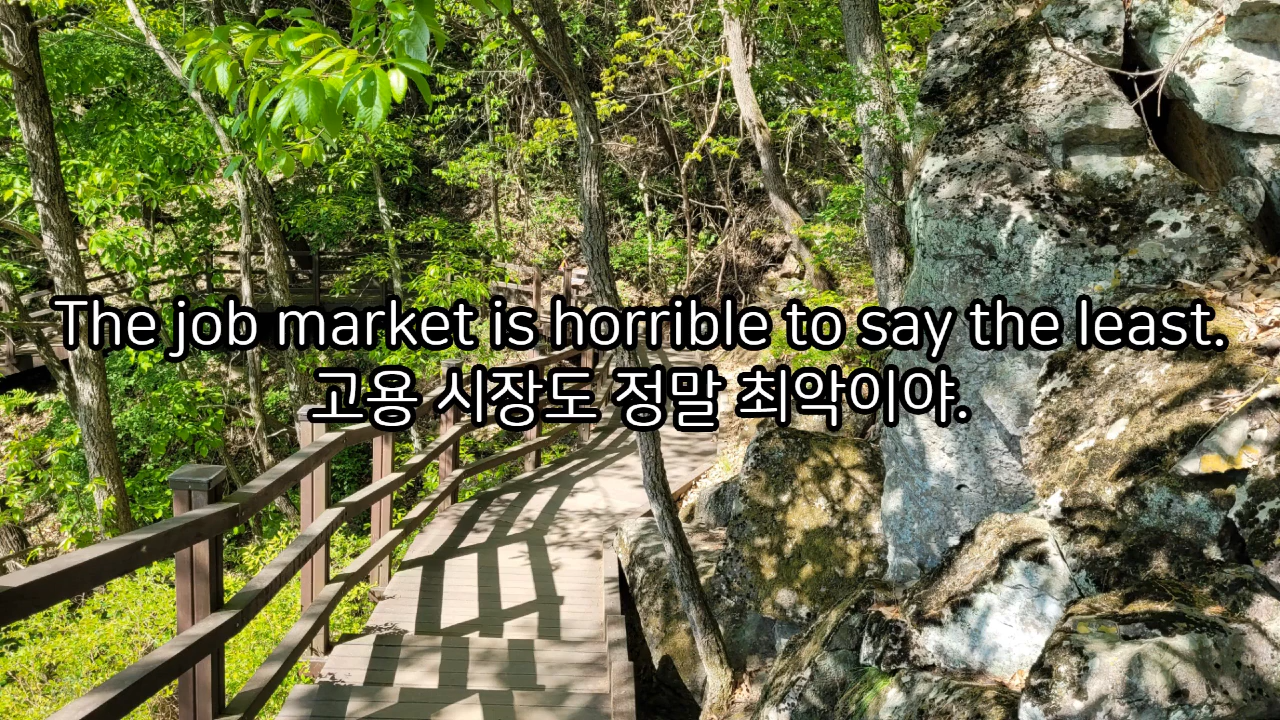 The job market is horrible to say the least.
고용 시장도 정말 최악이야.